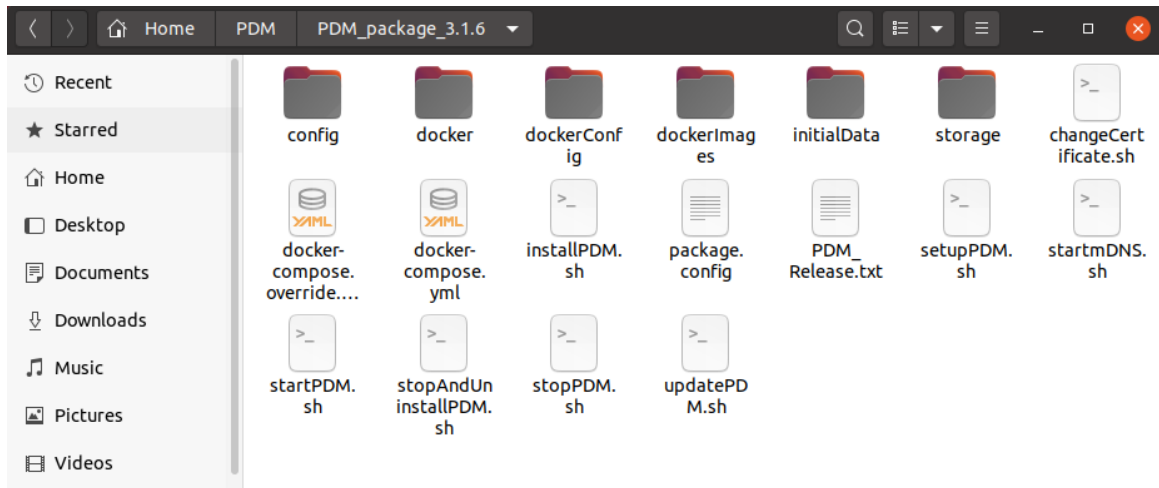 Home PDM PDM_package_3.1.6
Recent
Starred
Home
Desktop
Documents
Downloads
Music
Pictures
Videos
config
docker
dockerConf
ig
dockerImag
es
initialData
storage
>_
changeCert
ificate.sh
YAML
docker-
compose.
override....
YAML
docker-
compose.
yml
>_
installPDM.
sh
package.
config
PDM_
Release.txt
>_
setupPDM.
sh
>_
startmDNS.
sh
>_
startPDM.
sh
>_
stopAndUn
installPDM.
sh
>_
stopPDM.
sh
>_
updatePD
M.sh